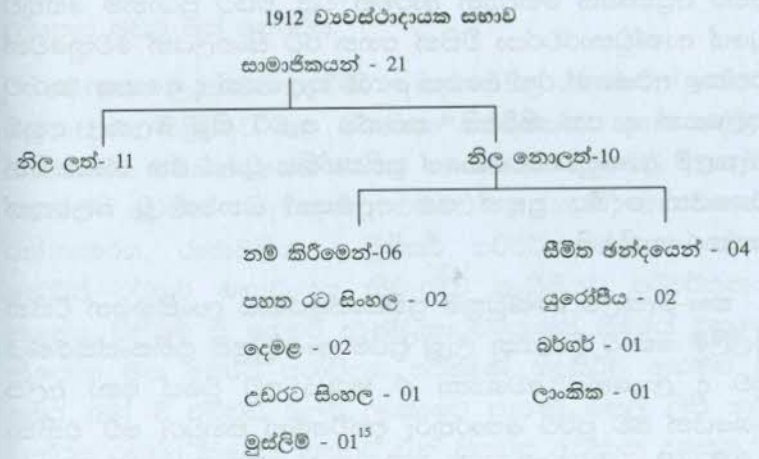 1912 ව්‍යවස්ථාදායක සභාව
සාමාජිකයන් - 21
නිල ලත්- 11
නිල නොලත්-10
නම් කිරීමෙන්-06
සීමිත ඡන්දයෙන් - 04
පහත රට සිංහල - 02
යුරෝපීය - 02
දෙමළ - 02
බර්ගර් - 01
උඩරට සිංහල - 01
ලාංකික - 01
මුස්ලිම් - 01¹⁵